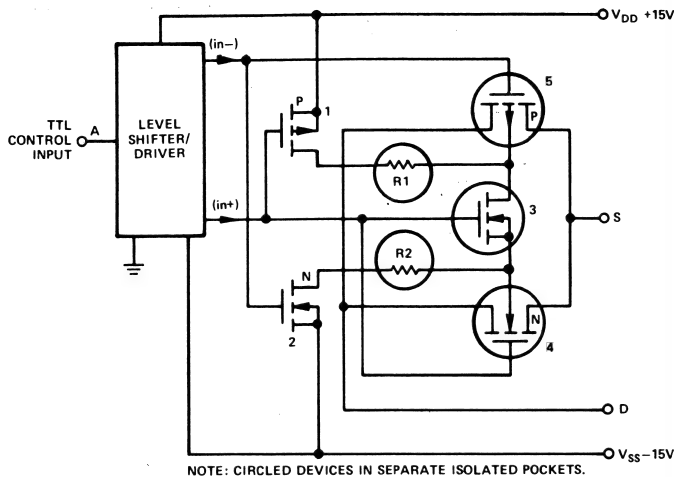 V_DD +15V
(in−)
5
P
1
P
TTL
CONTROL
INPUT
A
LEVEL
SHIFTER/
DRIVER
R1
(in+)
3
S
R2
N
N
2
4
D
V_SS−15V
NOTE: CIRCLED DEVICES IN SEPARATE ISOLATED POCKETS.